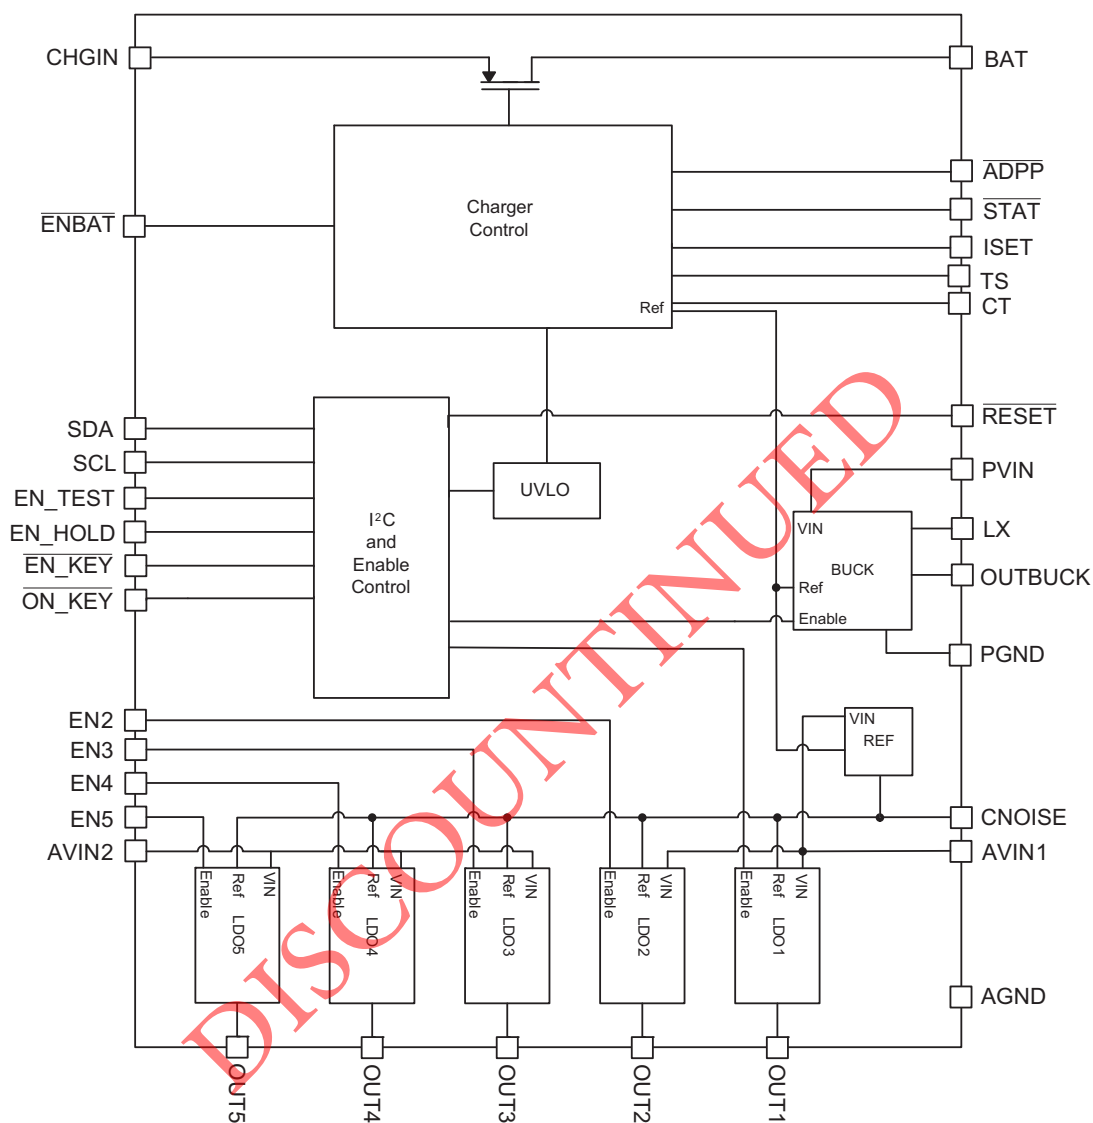 CHGIN
BAT
ADPP
Charger
Control
STAT
ENBAT
ISET
TS
Ref
CT
RESET
SDA
SCL
UVLO
PVIN
EN_TEST
I²C
and
Enable
Control
VIN
LX
EN_HOLD
EN_KEY
BUCK
OUTBUCK
Ref
ON_KEY
Enable
PGND
EN2
VIN
REF
EN3
EN4
EN5
CNOISE
AVIN2
AVIN1
Enable
Ref
VIN
LDO5
Enable
Ref
VIN
LDO4
Enable
Ref
VIN
LDO3
Enable
Ref
VIN
LDO2
Enable
Ref
VIN
LDO1
AGND
OUT5
OUT4
OUT3
OUT2
OUT1
DISCOUNTINUED